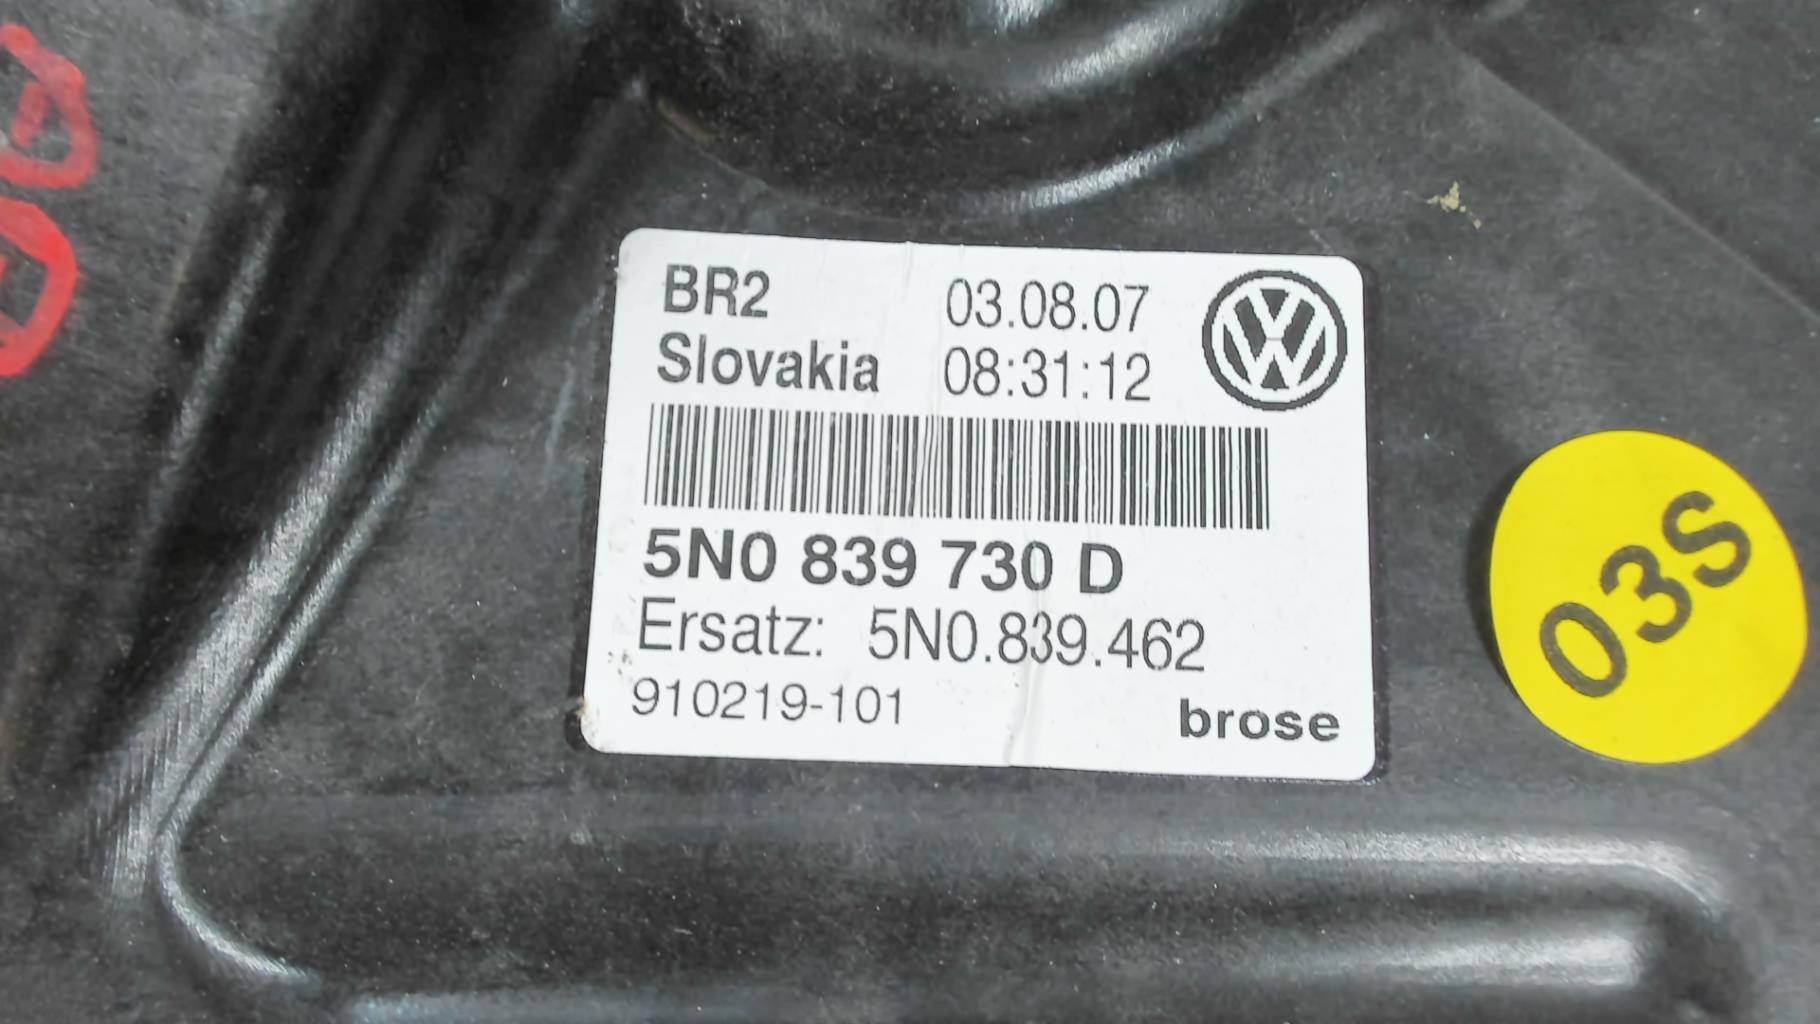 BR2 03.08.07
Slovakia 08:31:12
5N0 839 730 D
Ersatz: 5N0.839.462
910219-101 brose
03S